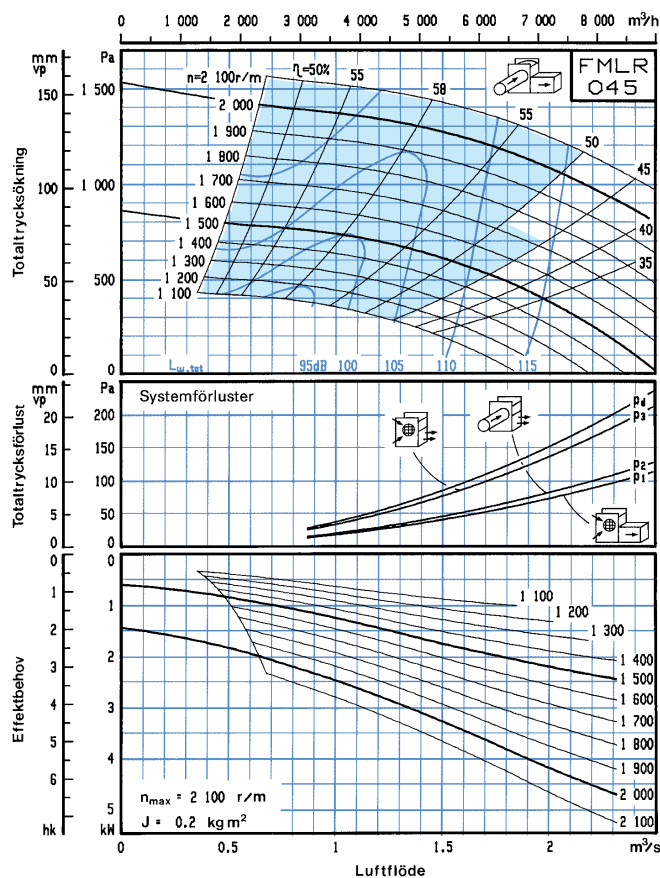 0 1 000 2 000 3 000 4 000 5 000 6 000 7 000 8 000 m³/h
mm vp Pa
FMLR
045
n=2 100r/m η=50% 55 58 55 50 45 40 35
150 1 500
100 1 000
50 500
0 0
2 000
1 900
1 800
1 700
1 600
1 500
1 400
1 300
1 200
1 100
Totaltrycksökning
Lw,tot 95dB 100 105 110 115
mm vp Pa
Systemförluster
20 200
15 150
10 100
5 50
0 0
Totaltrycksförlust
p4
p3
p2
p1
0 0
1 1
2 2
3 3
4 4
5
6 5
hk kW
Effektbehov
1 100
1 200
1 300
1 400
1 500
1 600
1 700
1 800
1 900
2 000
2 100
nmax = 2 100 r/m
J = 0.2 kgm²
0 0.5 1 1.5 2 m³/s
Luftflöde